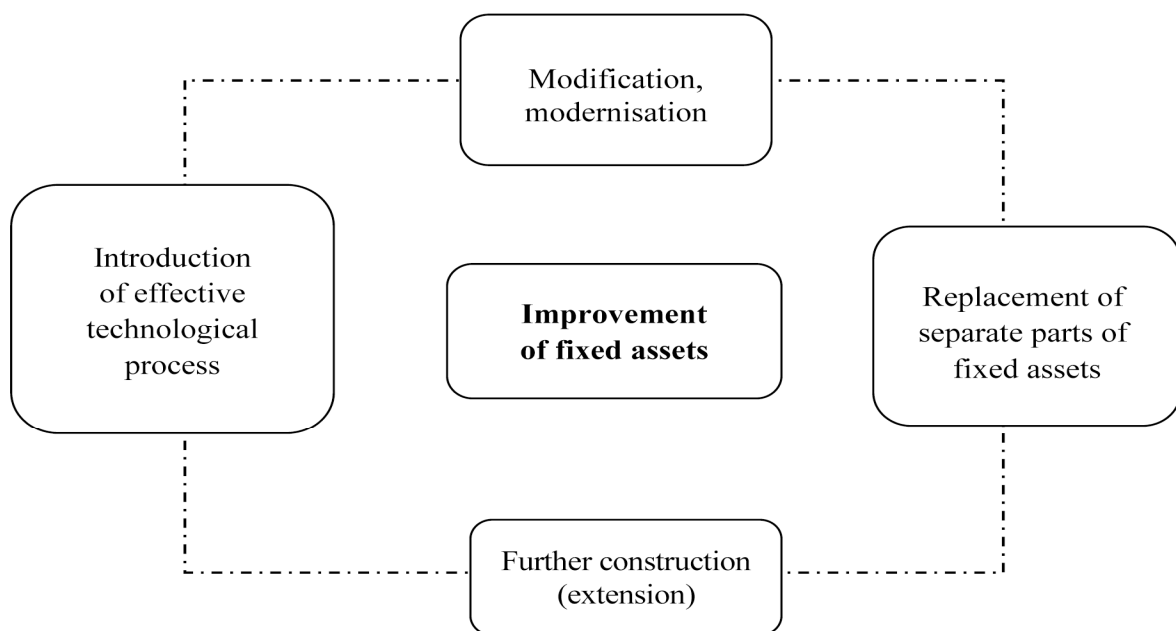 Modification,
modernisation
Introduction
of effective
technological
process
Improvement
of fixed assets
Replacement of
separate parts of
fixed assets
Further construction
(extension)